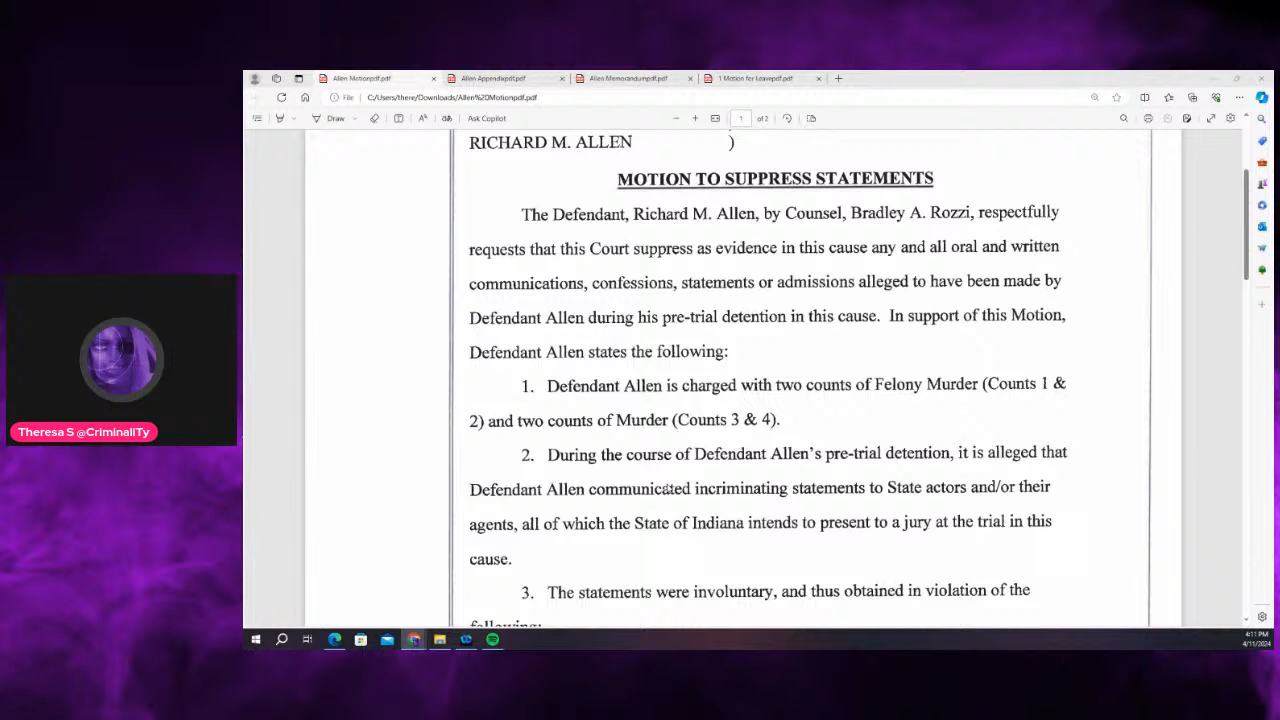 Allen Motionpdf.pdf
Allen Appendixpdf.pdf
Allen Memorandumpdf.pdf
1 Motion for Leavepdf.pdf
File
C:/Users/there/Downloads/Allen%20Motionpdf.pdf
Draw
Ask Copilot
1 of 2
RICHARD M. ALLEN )
MOTION TO SUPPRESS STATEMENTS
The Defendant, Richard M. Allen, by Counsel, Bradley A. Rozzi, respectfully
requests that this Court suppress as evidence in this cause any and all oral and written
communications, confessions, statements or admissions alleged to have been made by
Defendant Allen during his pre-trial detention in this cause. In support of this Motion,
Defendant Allen states the following:
1. Defendant Allen is charged with two counts of Felony Murder (Counts 1 &
2) and two counts of Murder (Counts 3 & 4).
2. During the course of Defendant Allen's pre-trial detention, it is alleged that
Defendant Allen communicated incriminating statements to State actors and/or their
agents, all of which the State of Indiana intends to present to a jury at the trial in this
cause.
3. The statements were involuntary, and thus obtained in violation of the
following:
Theresa S @CriminaliTy
4:11 PM
4/11/2024